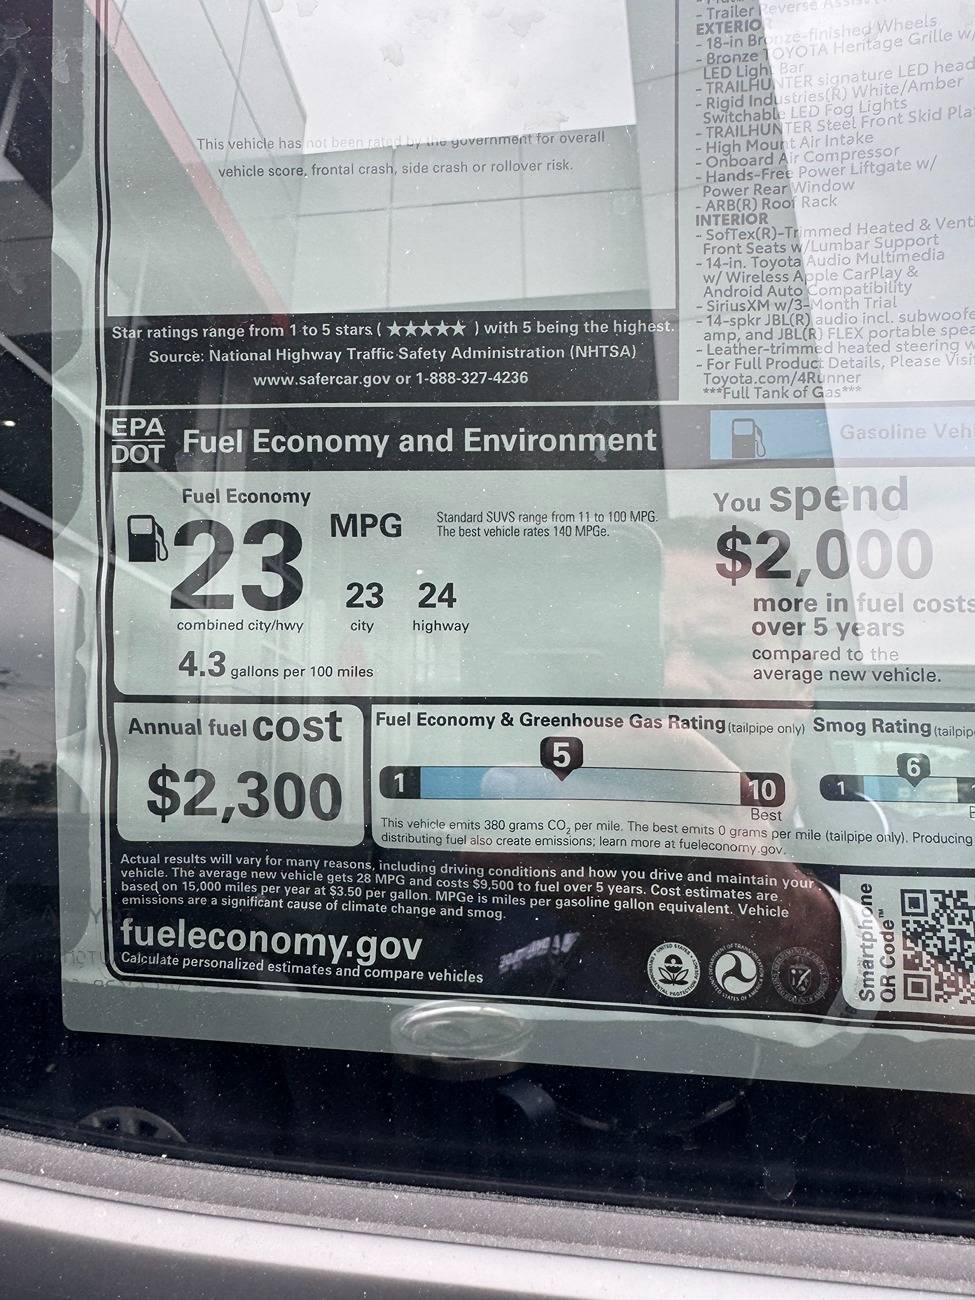 This vehicle has not been rated by the government for overall
vehicle score, frontal crash, side crash or rollover risk.
Star ratings range from 1 to 5 stars ( ★★★★★ ) with 5 being the highest.
Source: National Highway Traffic Safety Administration (NHTSA)
www.safercar.gov or 1-888-327-4236
- Trailer Reverse
EXTERIOR
- 18-in Bronze-finished Wheels
- Bronze TOYOTA Heritage Grille w/
LED Light Bar
- TRAILHUNTER signature LED head
- Rigid Industries(R) White/Amber
Switchable LED Fog Lights
- TRAILHUNTER Steel Front Skid Pla
- High Mount Air Intake
- Onboard Air Compressor
- Hands-Free Power Liftgate w/
Power Rear Window
- ARB(R) Roof Rack
INTERIOR
- SofTex(R)-Trimmed Heated & Vent
Front Seats w/Lumbar Support
- 14-in. Toyota Audio Multimedia
w/ Wireless Apple CarPlay &
Android Auto Compatibility
- SiriusXM w/3-Month Trial
- 14-spkr JBL(R) audio incl. subwoofe
amp, and JBL(R) FLEX portable spea
- Leather-trimmed heated steering w
- For Full Product Details, Please Visi
Toyota.com/4Runner
***Full Tank of Gas***
EPA
DOT
Fuel Economy and Environment
Gasoline Veh
Fuel Economy
23
MPG
Standard SUVS range from 11 to 100 MPG.
The best vehicle rates 140 MPGe.
23 24
combined city/hwy city highway
4.3 gallons per 100 miles
You spend
$2,000
more in fuel costs
over 5 years
compared to the
average new vehicle.
Annual fuel cost
$2,300
Fuel Economy & Greenhouse Gas Rating (tailpipe only)
5
1 10
Best
Smog Rating (tailpip
6
1
This vehicle emits 380 grams CO2 per mile. The best emits 0 grams per mile (tailpipe only). Producing
distributing fuel also create emissions; learn more at fueleconomy.gov.
Actual results will vary for many reasons, including driving conditions and how you drive and maintain your
vehicle. The average new vehicle gets 28 MPG and costs $9,500 to fuel over 5 years. Cost estimates are
based on 15,000 miles per year at $3.50 per gallon. MPGe is miles per gasoline gallon equivalent. Vehicle
emissions are a significant cause of climate change and smog.
fueleconomy.gov
Calculate personalized estimates and compare vehicles
Smartphone
QR Code™